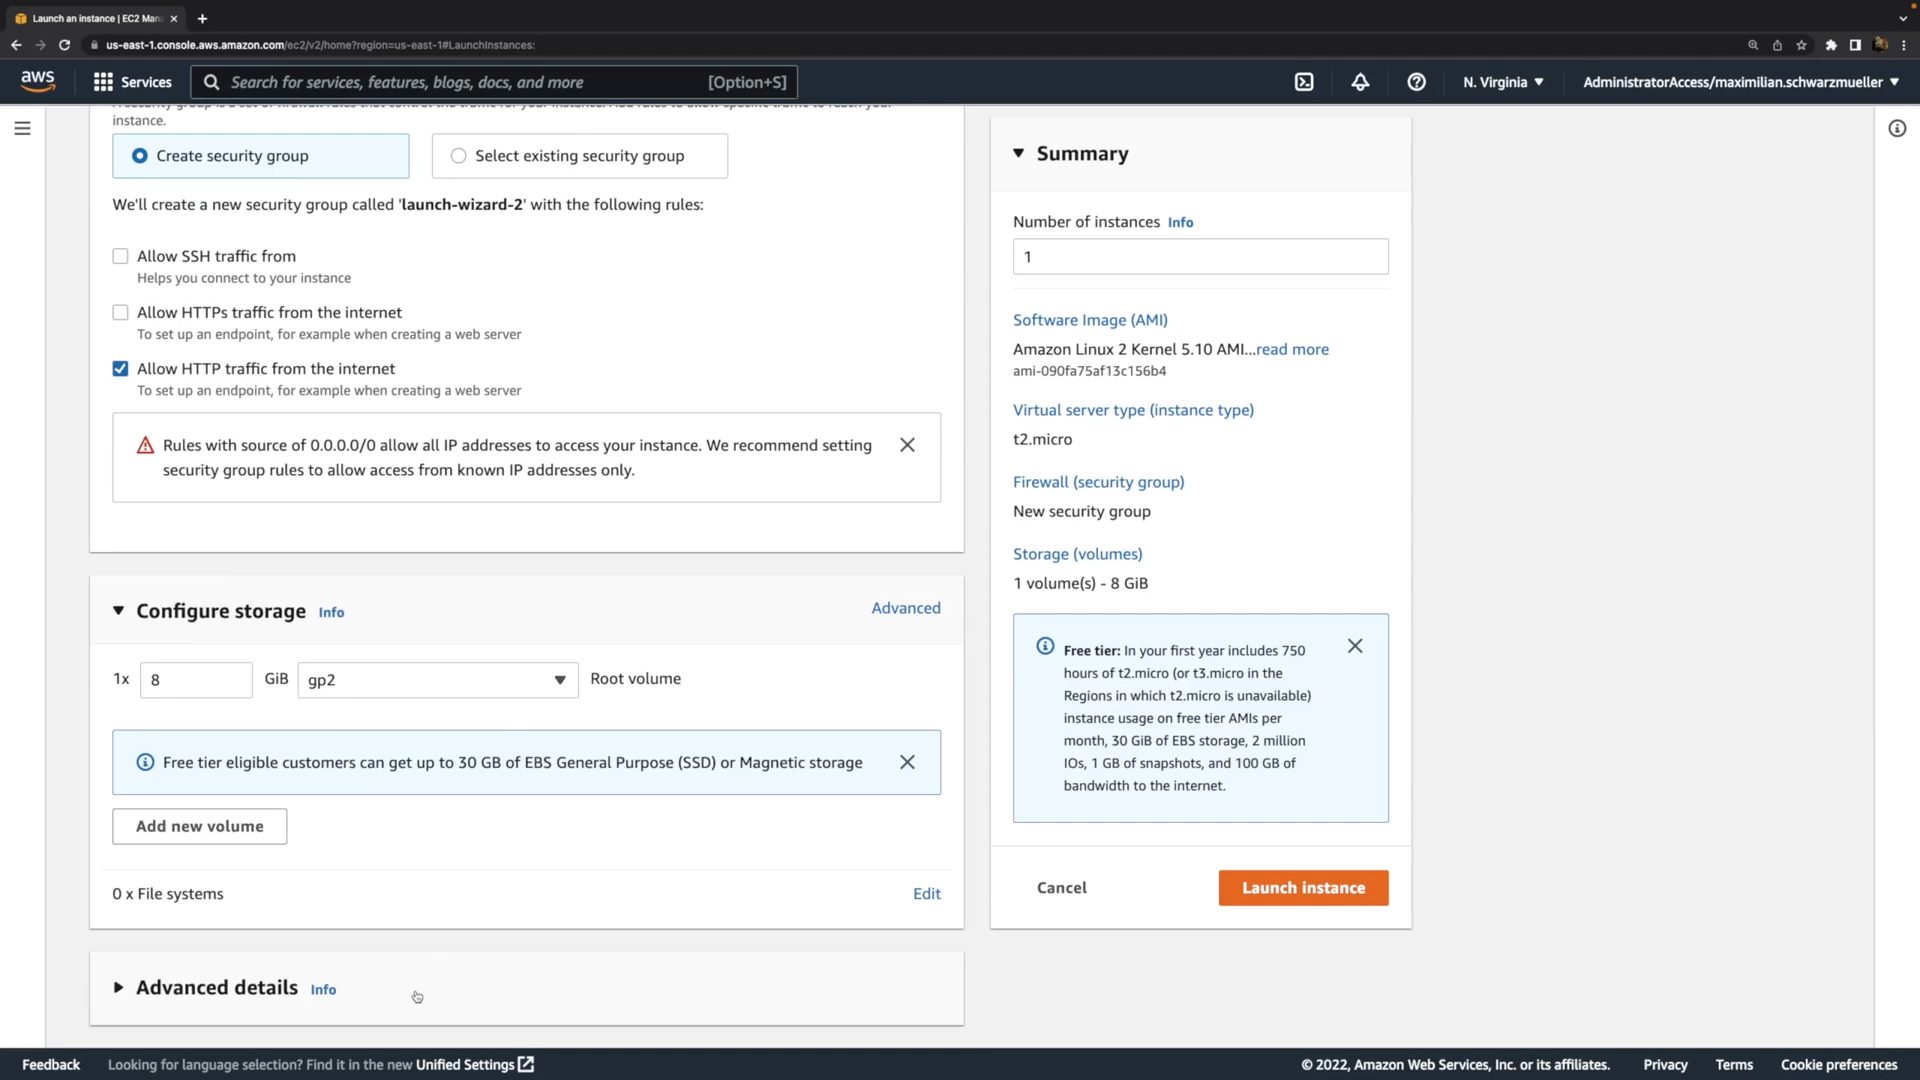 Launch an instance | EC2 Man
us-east-1.console.aws.amazon.com/ec2/v2/home?region=us-east-1#LaunchInstances:
aws
Services
Search for services, features, blogs, docs, and more
[Option+S]
N. Virginia
AdministratorAccess/maximilian.schwarzmueller
instance.
Create security group
Select existing security group
We'll create a new security group called 'launch-wizard-2' with the following rules:
Allow SSH traffic from
Helps you connect to your instance
Allow HTTPs traffic from the internet
To set up an endpoint, for example when creating a web server
Allow HTTP traffic from the internet
To set up an endpoint, for example when creating a web server
Rules with source of 0.0.0.0/0 allow all IP addresses to access your instance. We recommend setting
security group rules to allow access from known IP addresses only.
Configure storage Info
Advanced
1x
8
GiB
gp2
Root volume
Free tier eligible customers can get up to 30 GB of EBS General Purpose (SSD) or Magnetic storage
Add new volume
0 x File systems
Edit
Advanced details Info
Summary
Number of instances Info
1
Software Image (AMI)
Amazon Linux 2 Kernel 5.10 AMI...read more
ami-090fa75af13c156b4
Virtual server type (instance type)
t2.micro
Firewall (security group)
New security group
Storage (volumes)
1 volume(s) - 8 GiB
Free tier: In your first year includes 750
hours of t2.micro (or t3.micro in the
Regions in which t2.micro is unavailable)
instance usage on free tier AMIs per
month, 30 GiB of EBS storage, 2 million
IOs, 1 GB of snapshots, and 100 GB of
bandwidth to the internet.
Cancel
Launch instance
Feedback
Looking for language selection? Find it in the new Unified Settings
© 2022, Amazon Web Services, Inc. or its affiliates.
Privacy
Terms
Cookie preferences